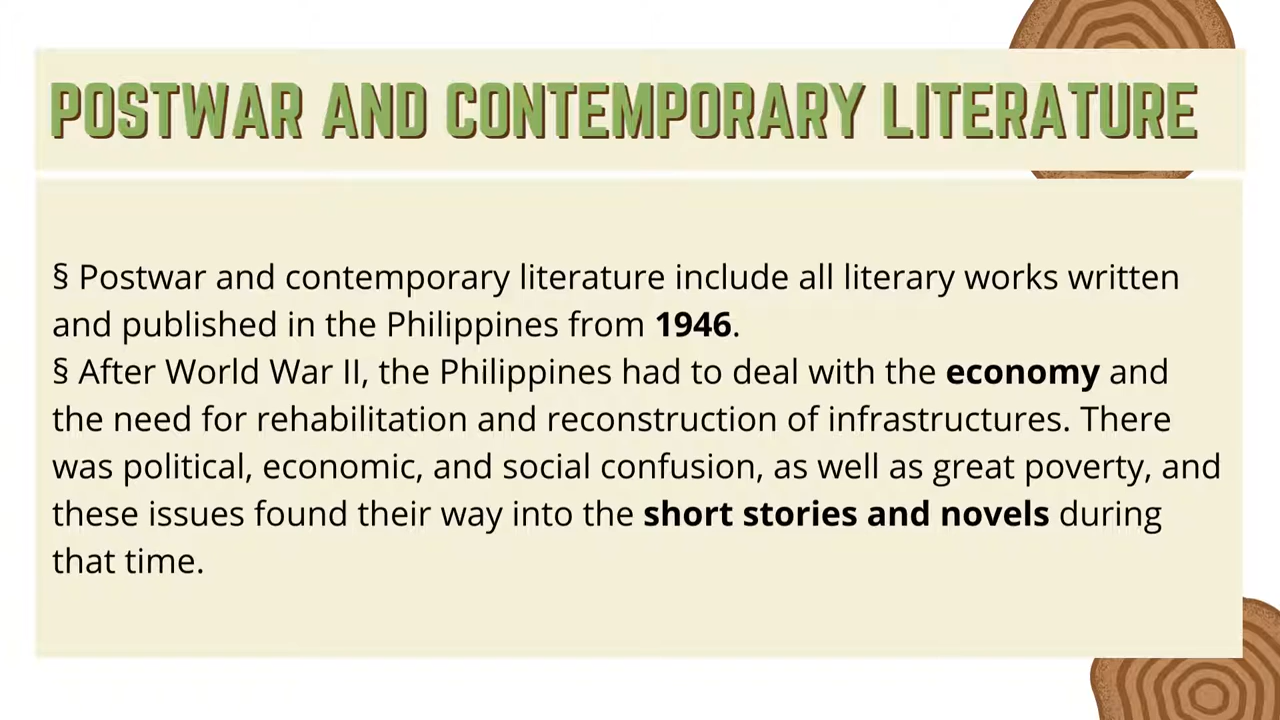 POSTWAR AND CONTEMPORARY LITERATURE
§ Postwar and contemporary literature include all literary works written
and published in the Philippines from 1946.
§ After World War II, the Philippines had to deal with the economy and
the need for rehabilitation and reconstruction of infrastructures. There
was political, economic, and social confusion, as well as great poverty, and
these issues found their way into the short stories and novels during
that time.